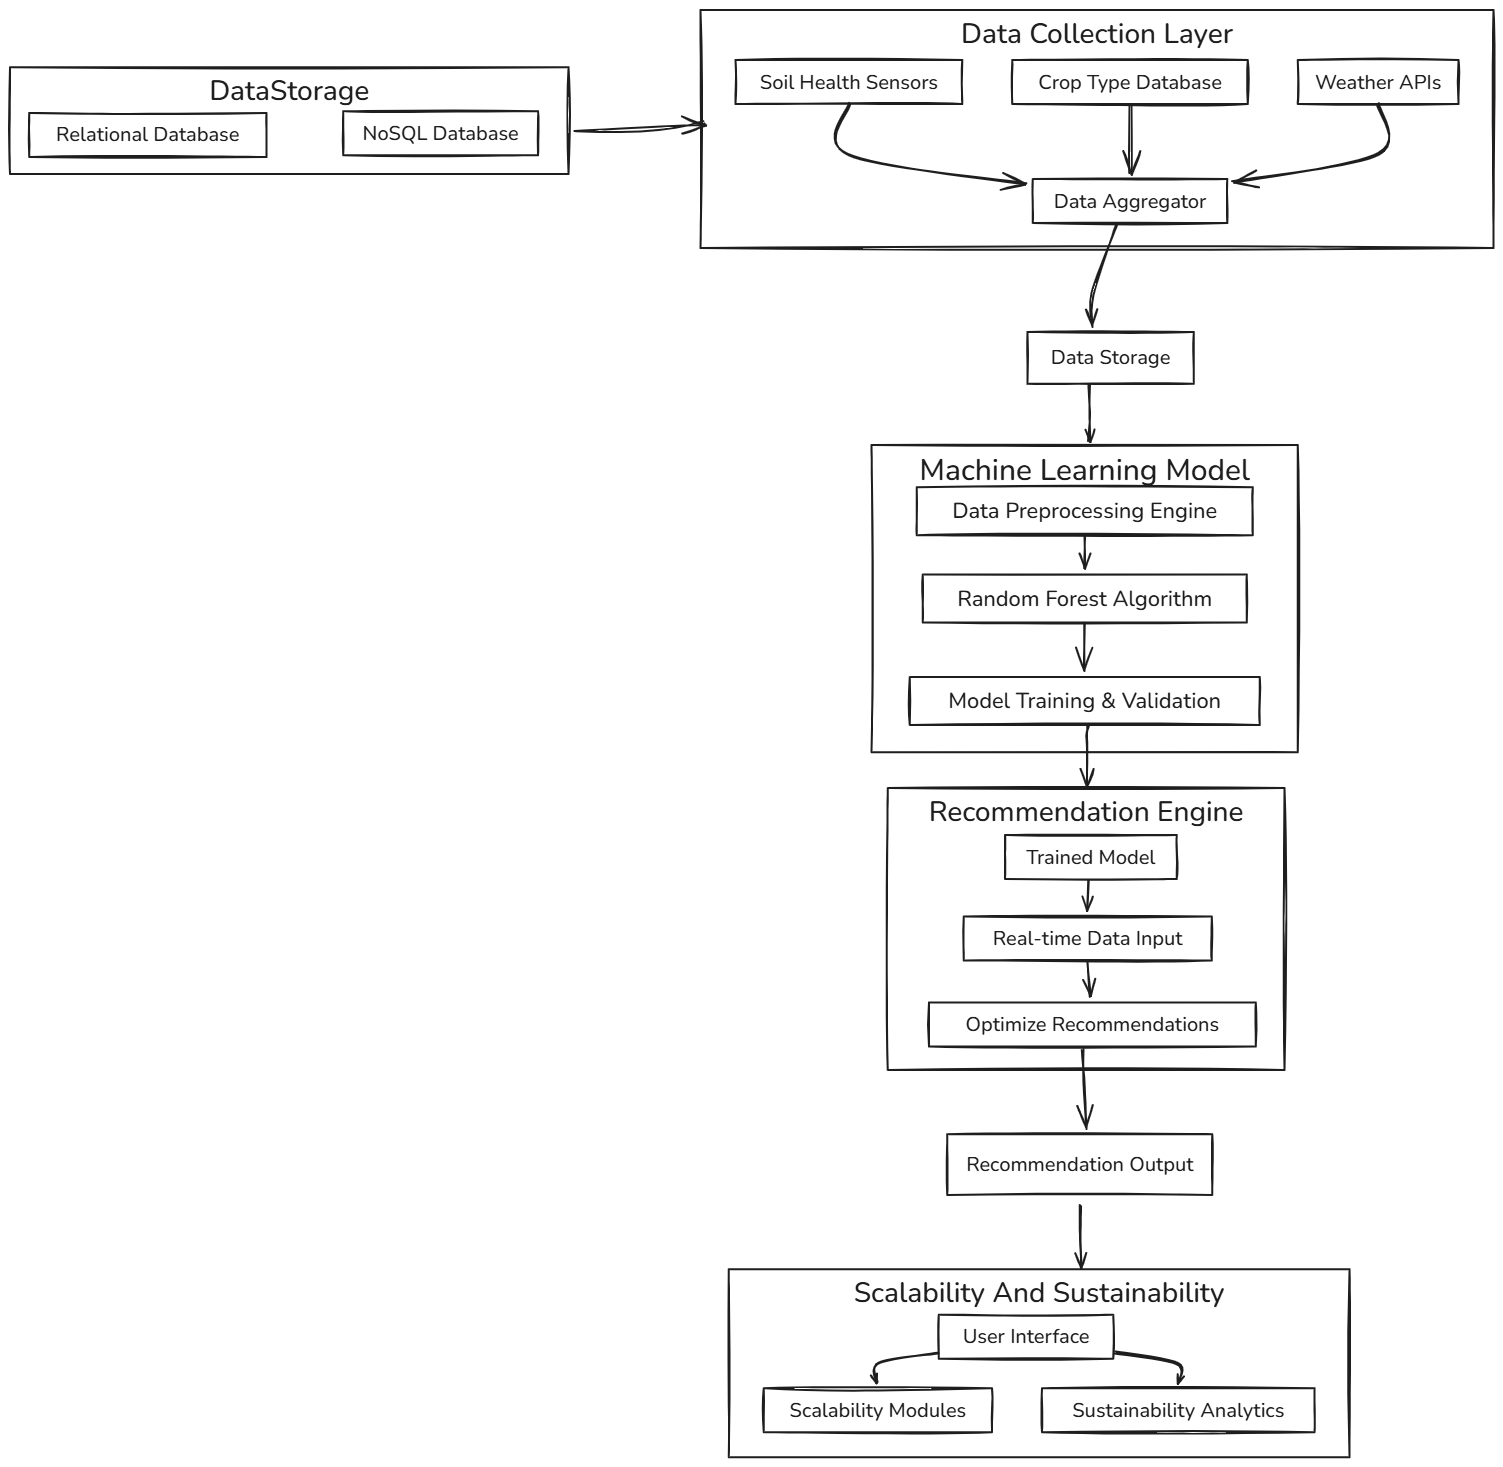 DataStorage
Relational Database
NoSQL Database
Data Collection Layer
Soil Health Sensors
Crop Type Database
Weather APIs
Data Aggregator
Data Storage
Machine Learning Model
Data Preprocessing Engine
Random Forest Algorithm
Model Training & Validation
Recommendation Engine
Trained Model
Real-time Data Input
Optimize Recommendations
Recommendation Output
Scalability And Sustainability
User Interface
Scalability Modules
Sustainability Analytics